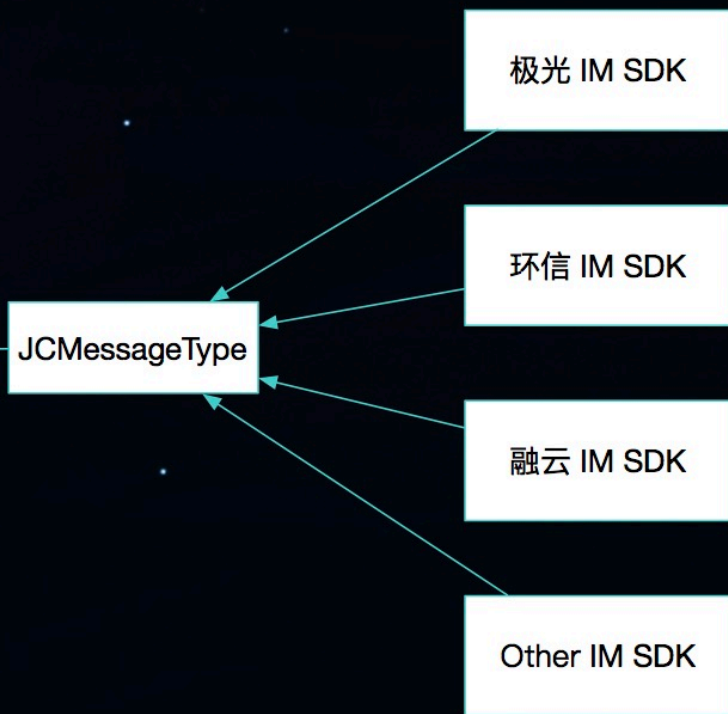 极光 IM SDK
环信 IM SDK
JCMessageType
融云 IM SDK
Other IM SDK